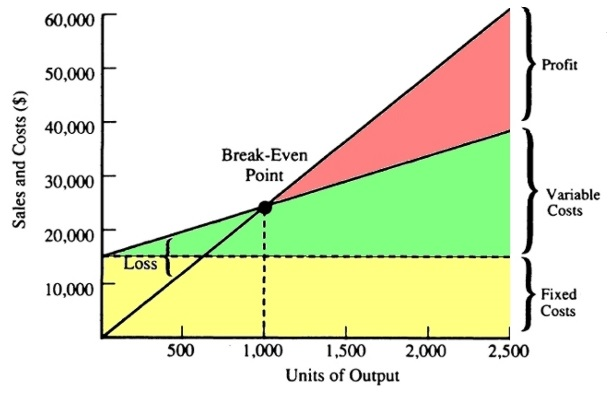 Sales and Costs ($)
60,000
50,000
40,000
30,000
20,000
10,000
Break-Even
Point
Loss
Profit
Variable
Costs
Fixed
Costs
500
1,000
1,500
2,000
2,500
Units of Output